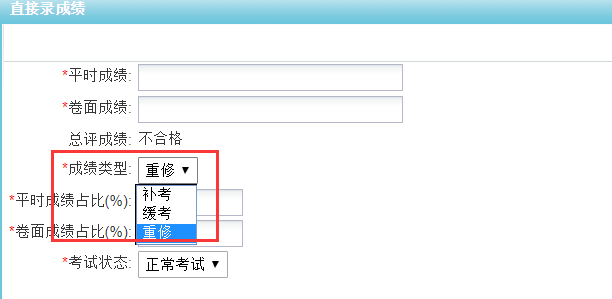 直接录成绩
*平时成绩:
*卷面成绩:
总评成绩: 不合格
*成绩类型: 重修▼
补考
*平时成绩占比(%):
缓考
重修
*卷面成绩占比(%):
*考试状态: 正常考试▼